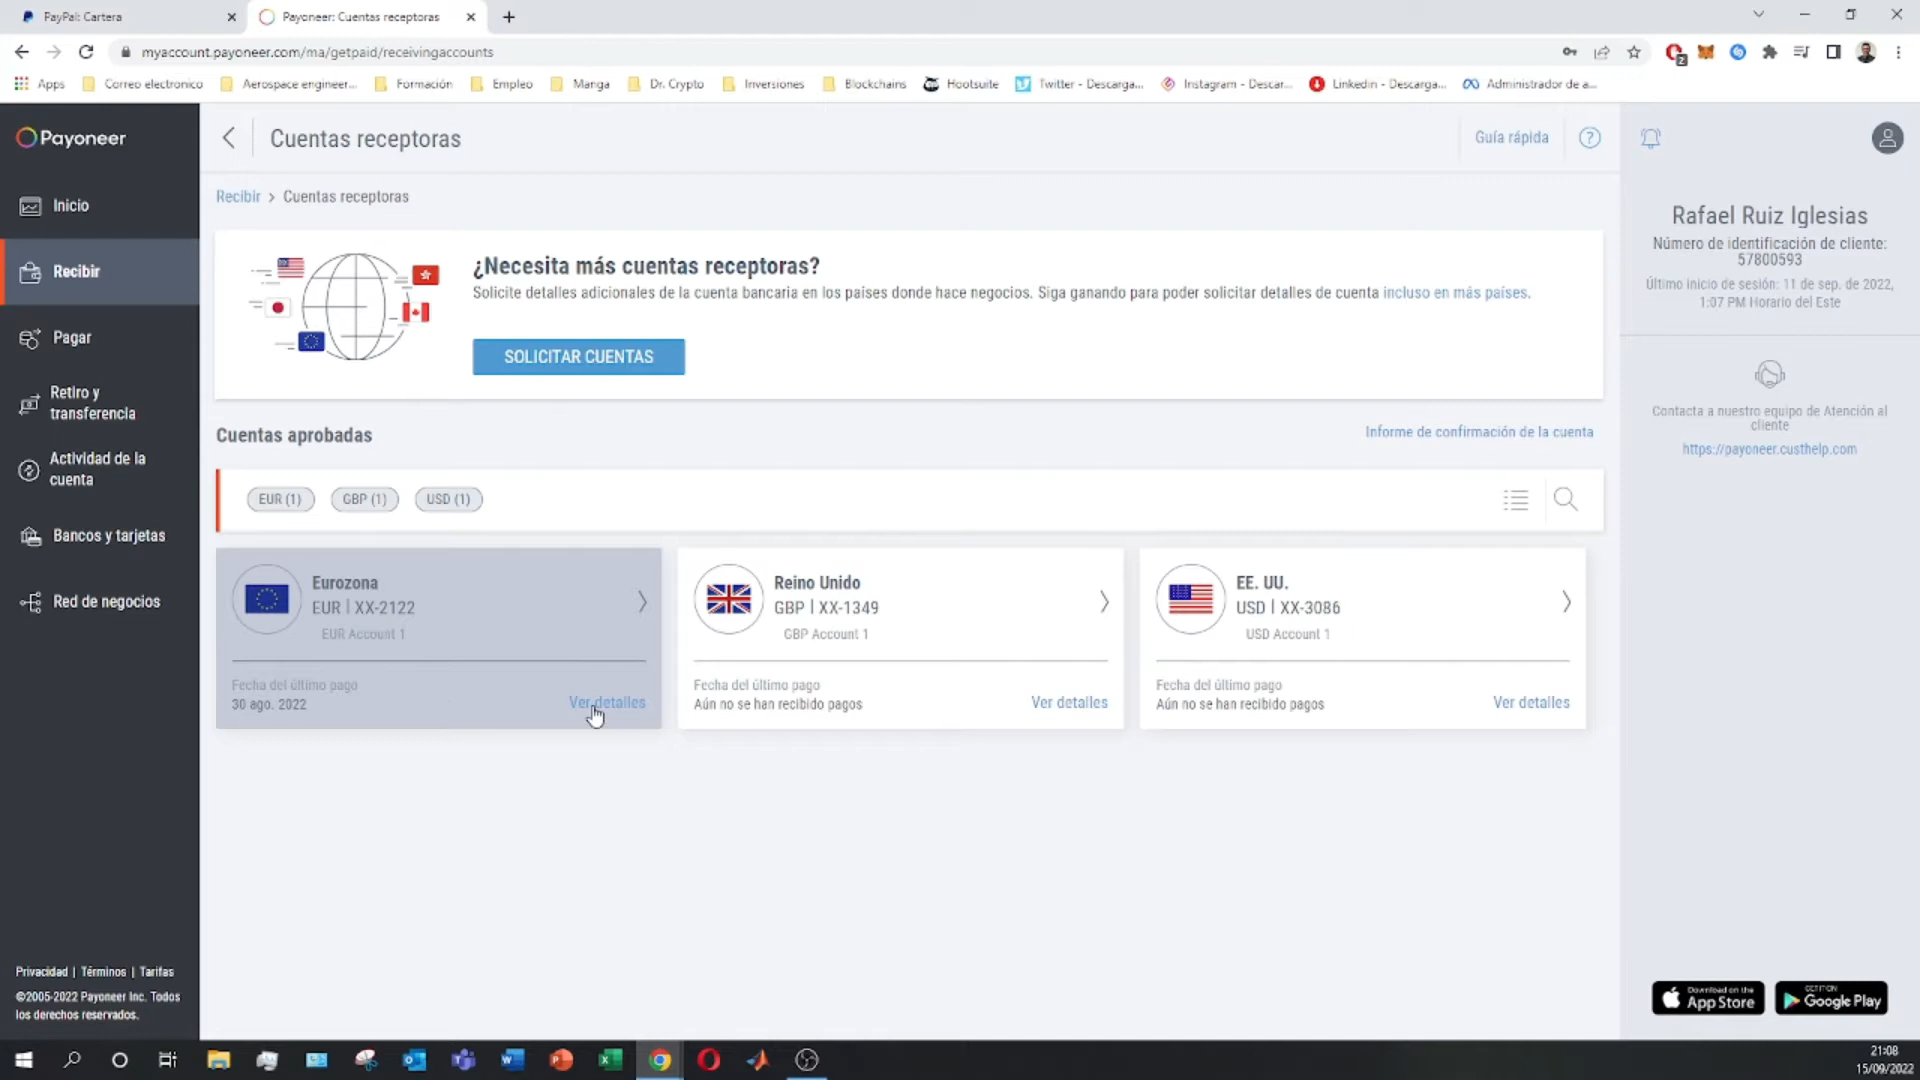 PayPal: Cartera
Payoneer: Cuentas receptoras
myaccount.payoneer.com/ma/getpaid/receivingaccounts
2
Apps
Correo electronico
Aerospace engineer...
Formación
Empleo
Manga
Dr. Crypto
Inversiones
Blockchains
Hootsuite
Twitter - Descarga...
Instagram - Descar...
Linkedin - Descarga...
Administrador de a...
Payoneer
Inicio
Recibir
Pagar
Retiro y
transferencia
Actividad de la
cuenta
Bancos y tarjetas
Red de negocios
Privacidad | Términos | Tarifas
©2005-2022 Payoneer Inc. Todos
los derechos reservados.
Cuentas receptoras
Guía rápida
?
Recibir > Cuentas receptoras
¿Necesita más cuentas receptoras?
Solicite detalles adicionales de la cuenta bancaria en los países donde hace negocios. Siga ganando para poder solicitar detalles de cuenta incluso en más países.
SOLICITAR CUENTAS
Cuentas aprobadas
Informe de confirmación de la cuenta
EUR (1)
GBP (1)
USD (1)
Eurozona
EUR | XX-2122
EUR Account 1
Fecha del último pago
30 ago. 2022
Ver detalles
Reino Unido
GBP | XX-1349
GBP Account 1
Fecha del último pago
Aún no se han recibido pagos
Ver detalles
EE. UU.
USD | XX-3086
USD Account 1
Fecha del último pago
Aún no se han recibido pagos
Ver detalles
Rafael Ruiz Iglesias
Número de identificación de cliente:
57800593
Último inicio de sesión: 11 de sep. de 2022,
1:07 PM Horario del Este
Contacta a nuestro equipo de Atención al
cliente
https://payoneer.custhelp.com
Download on the
App Store
GET IT ON
Google Play
21:08
15/09/2022